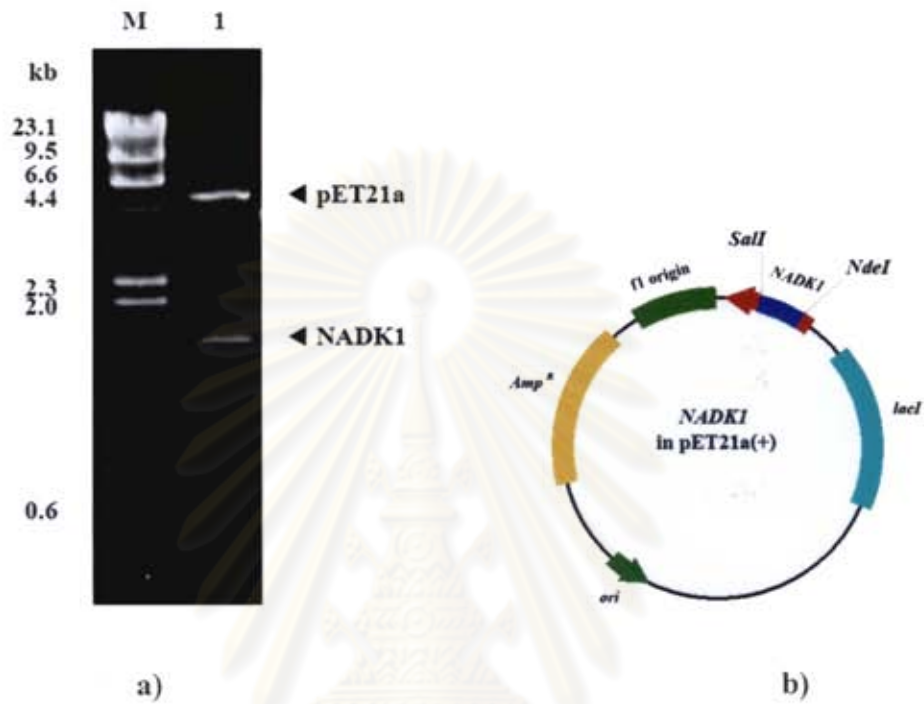 M 1
kb
23.1
9.5
6.6
4.4
2.3
2.0
0.6
◄ pET21a
◄ NADK1
a)
SalI
NADK1
NdeI
f1 origin
Amp R
lacI
NADK1
in pET21a(+)
ori
b)